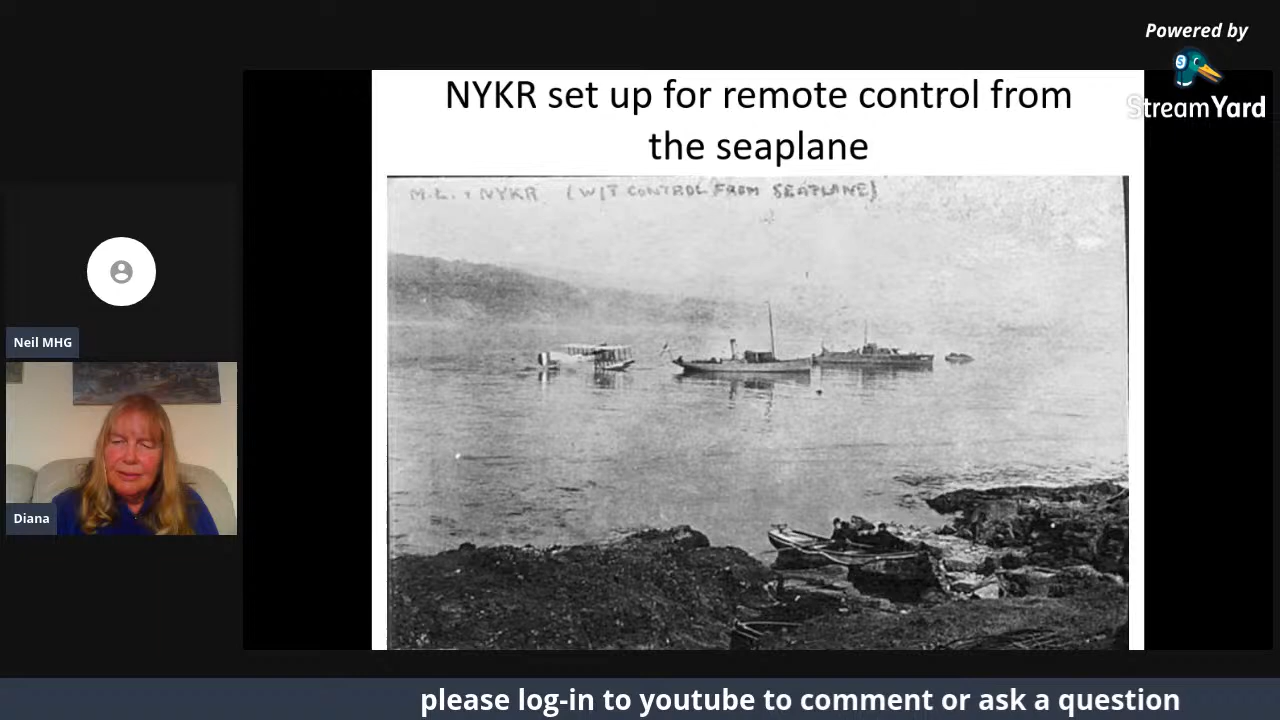 Powered by
StreamYard
NYKR set up for remote control from
the seaplane
M.L. + NYKR (W/T CONTROL FROM SEAPLANE)
Neil MHG
Diana
please log-in to youtube to comment or ask a question